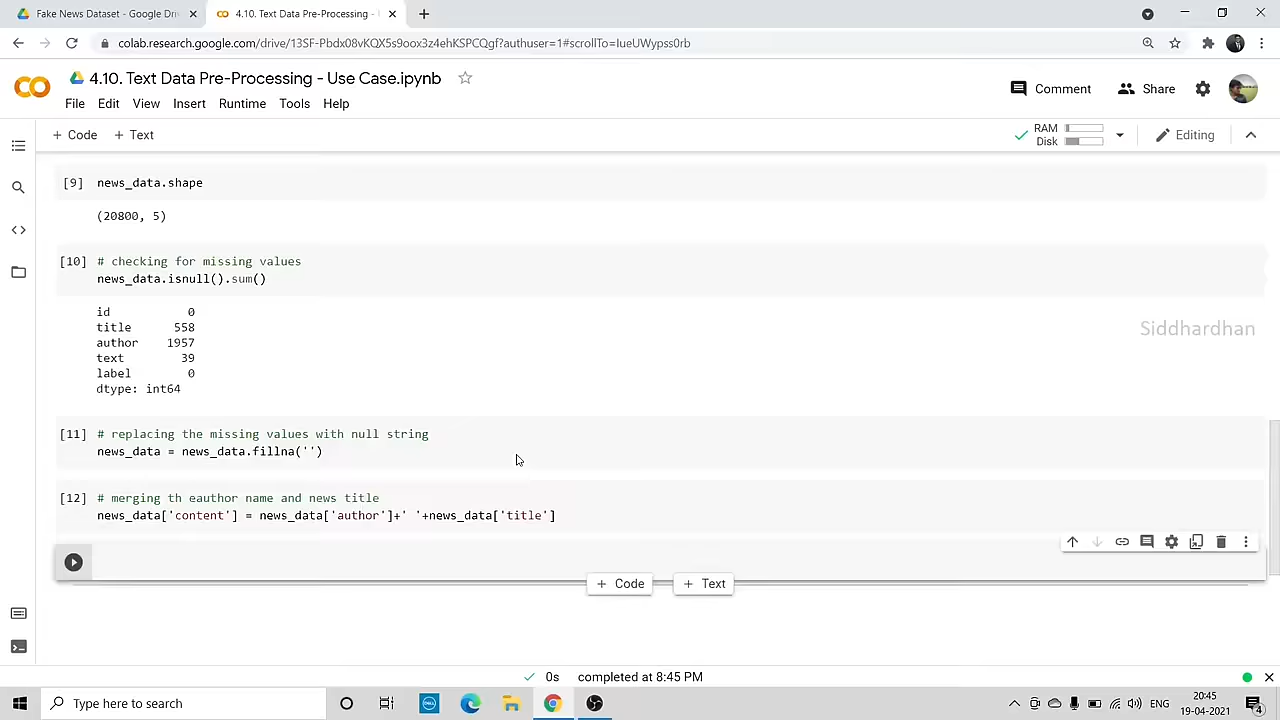 Fake News Dataset - Google Dri
4.10. Text Data Pre-Processing -
colab.research.google.com/drive/13SF-Pbdx08vKQX5s9oox3z4ehKSPCQgf?authuser=1#scrollTo=IueUWypss0rb
4.10. Text Data Pre-Processing - Use Case.ipynb
Comment Share
File Edit View Insert Runtime Tools Help
+ Code + Text
RAM
Disk
Editing
[9] news_data.shape
(20800, 5)
[10] # checking for missing values
news_data.isnull().sum()
id 0
title 558
author 1957
text 39
label 0
dtype: int64
Siddhardhan
[11] # replacing the missing values with null string
news_data = news_data.fillna('')
[12] # merging th eauthor name and news title
news_data['content'] = news_data['author']+' '+news_data['title']
+ Code + Text
0s completed at 8:45 PM
Type here to search
DELL
ENG
20:45
19-04-2021
4